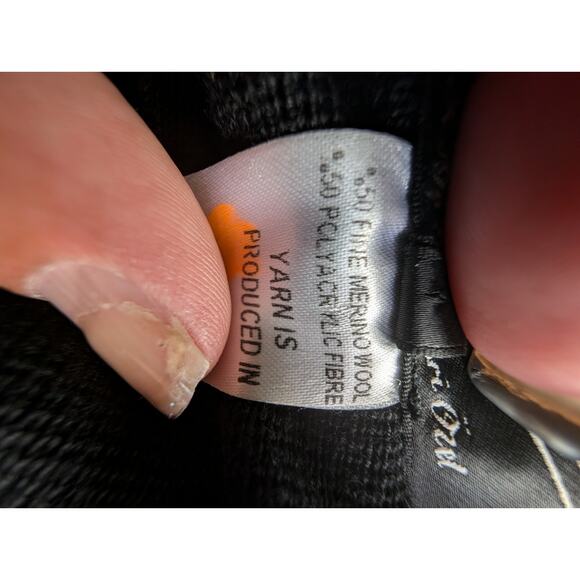 %50 FINE MERINO WOOL
%50 POLYACRYLIC FIBRE
YARN IS
PRODUCED IN